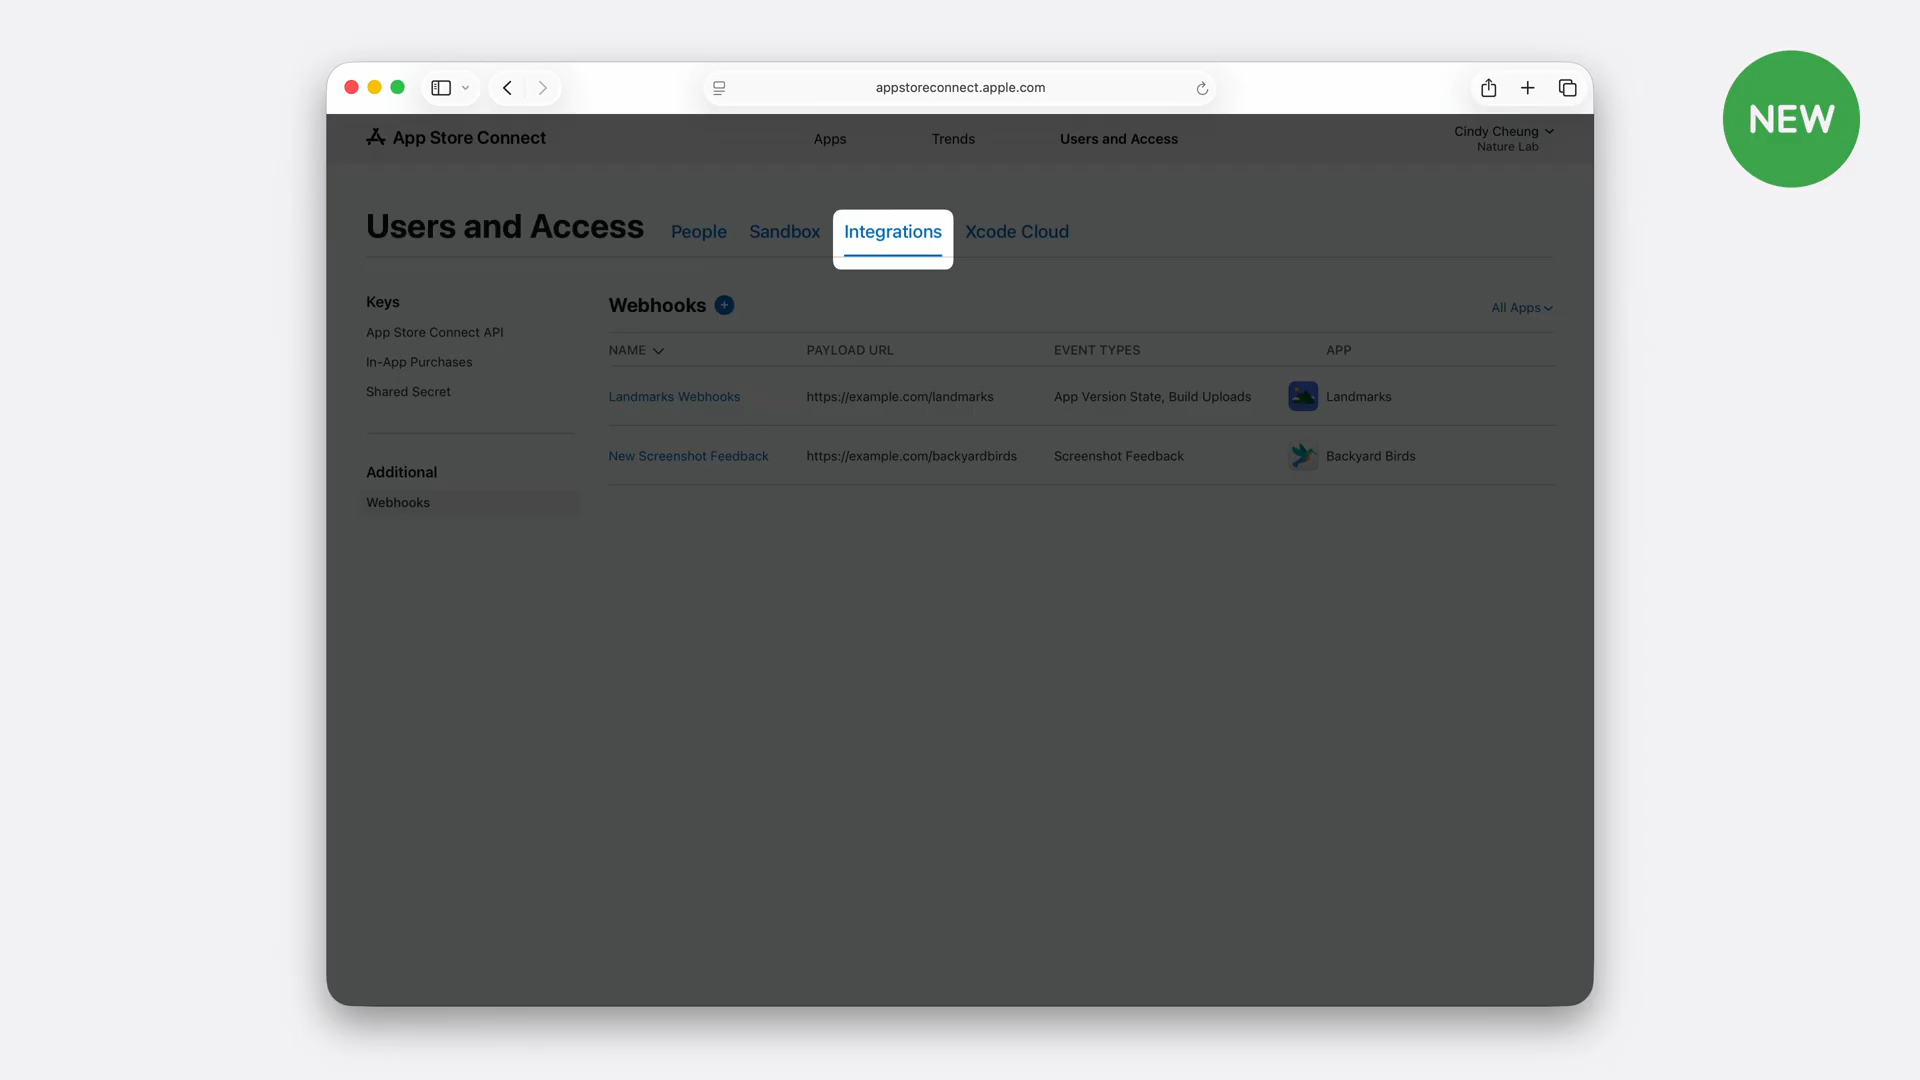 appstoreconnect.apple.com
NEW
App Store Connect
Apps
Trends
Users and Access
Cindy Cheung
Nature Lab
Users and Access
People
Sandbox
Integrations
Xcode Cloud
Keys
App Store Connect API
In-App Purchases
Shared Secret
Additional
Webhooks
Webhooks
All Apps
NAME
PAYLOAD URL
EVENT TYPES
APP
Landmarks Webhooks
https://example.com/landmarks
App Version State, Build Uploads
Landmarks
New Screenshot Feedback
https://example.com/backyardbirds
Screenshot Feedback
Backyard Birds